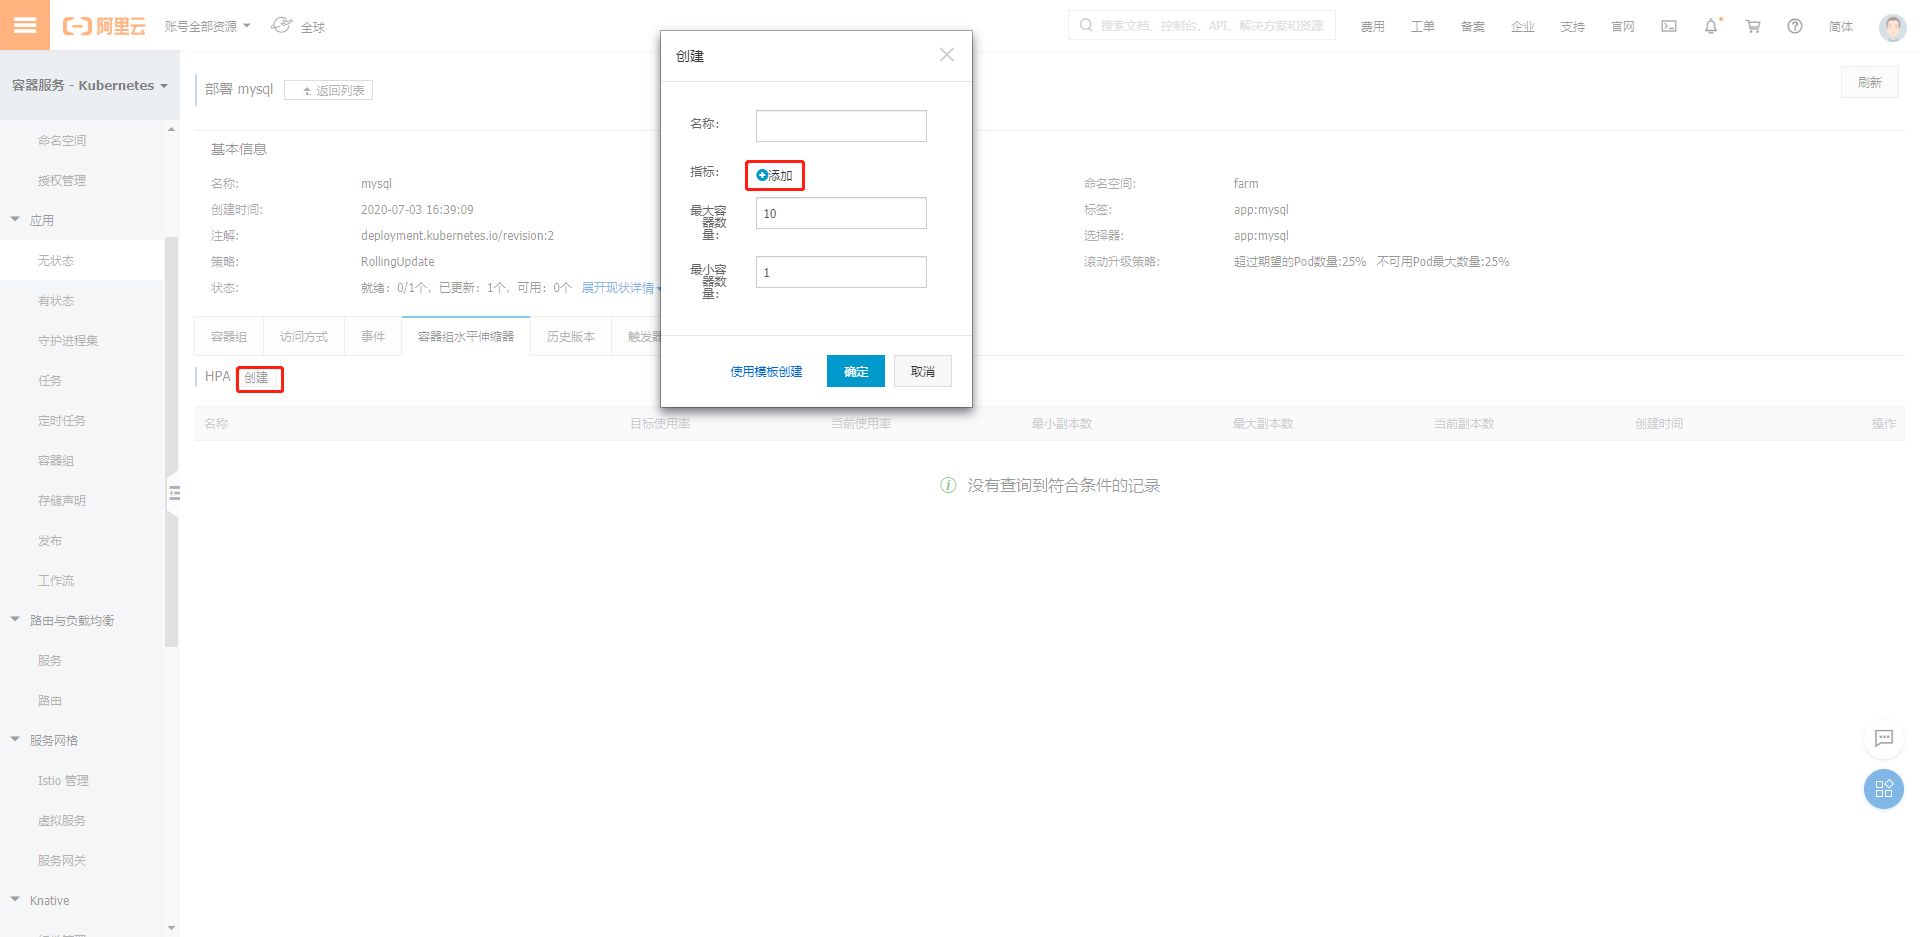 阿里云
账号全部资源
全球
搜索文档、控制台、API、解决方案和资源
费用
工单
备案
企业
支持
官网
简体
容器服务 - Kubernetes
命名空间
授权管理
应用
无状态
有状态
守护进程集
任务
定时任务
容器组
存储声明
发布
工作流
路由与负载均衡
服务
路由
服务网格
Istio 管理
虚拟服务
服务网关
Knative
部署 mysql
返回列表
刷新
基本信息
名称: mysql
命名空间: farm
创建时间: 2020-07-03 16:39:09
标签: app:mysql
注解: deployment.kubernetes.io/revision:2
选择器: app:mysql
策略: RollingUpdate
滚动升级策略: 超过期望的Pod数量:25% 不可用Pod最大数量:25%
状态: 就绪: 0/1个, 已更新: 1个, 可用: 0个 展开现状详情
容器组
访问方式
事件
容器组水平伸缩器
历史版本
触发器
HPA 创建
名称 目标使用率 当前使用率 最小副本数 最大副本数 当前副本数 创建时间 操作
没有查询到符合条件的记录
创建
名称:
指标: 添加
最大容
器数
量:
10
最小容
器数
量:
1
使用模板创建
确定
取消